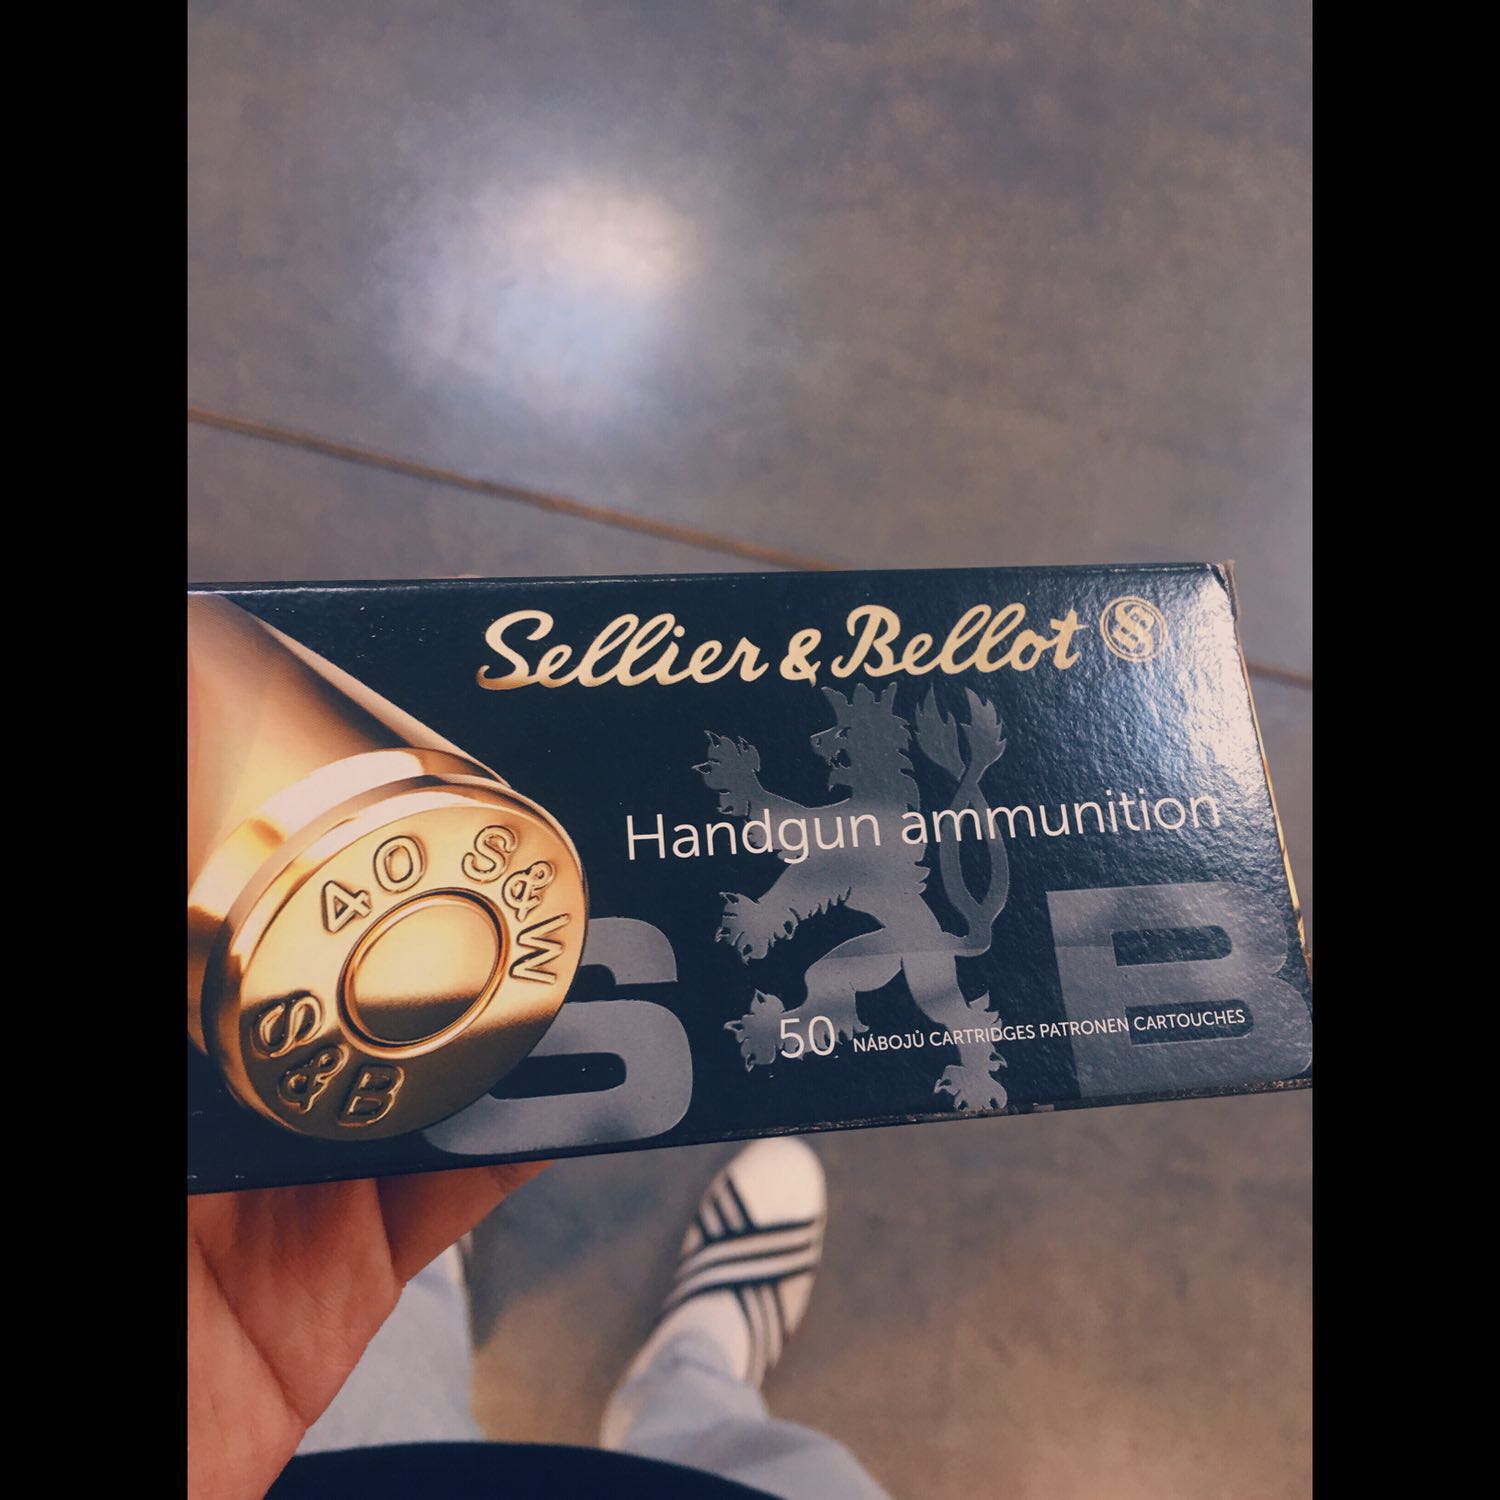 Sellier & Bellot
Handgun ammunition
40 S&W
S&B
S B
50 NÁBOJŮ CARTRIDGES PATRONEN CARTOUCHES